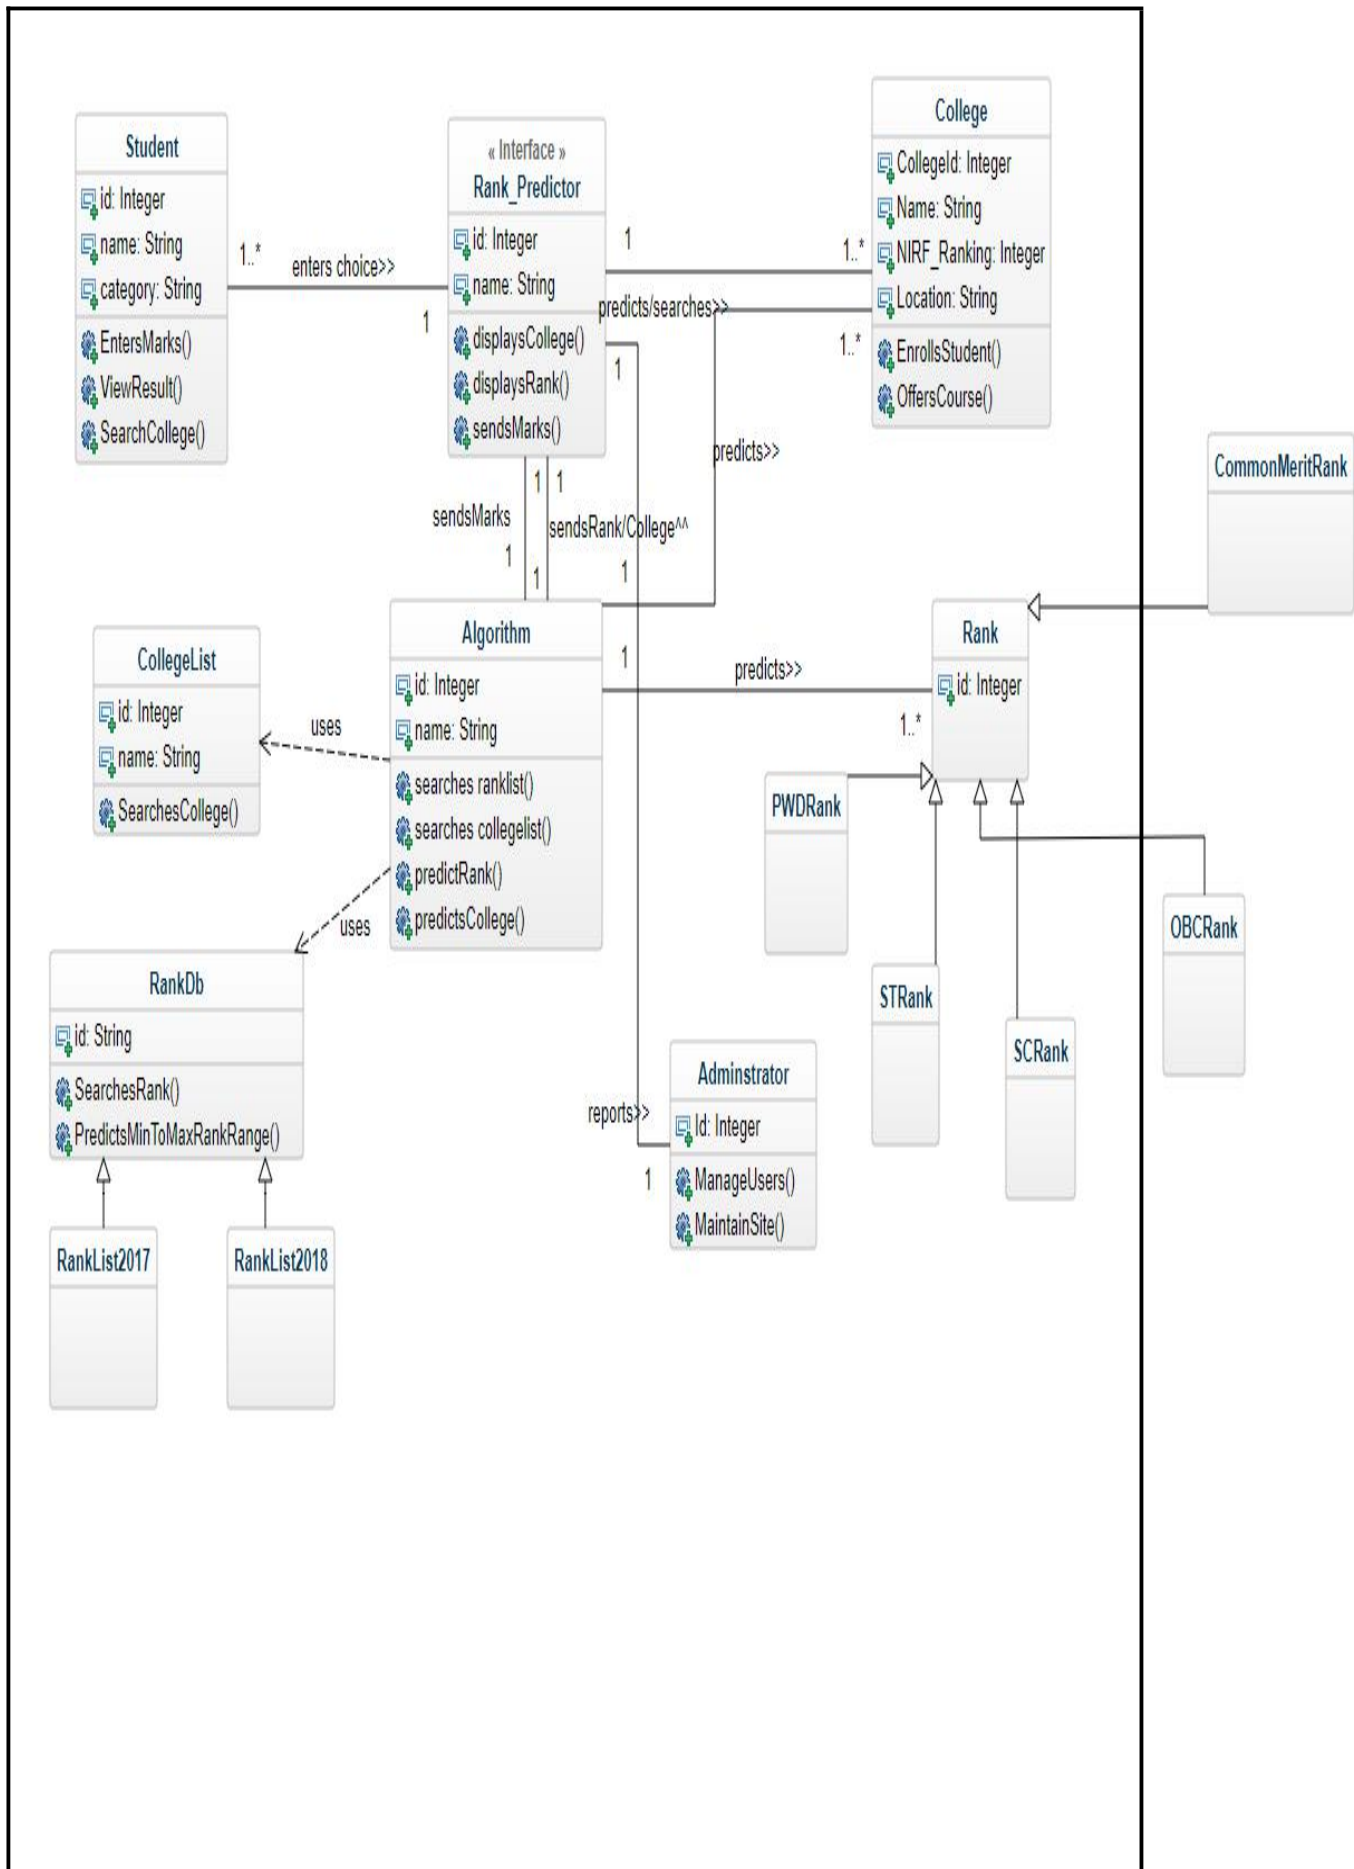 Student
id: Integer
name: String
category: String
EntersMarks()
ViewResult()
SearchCollege()
1..*
enters choice>>
1
« Interface »
Rank_Predictor
id: Integer
name: String
displaysCollege()
displaysRank()
sendsMarks()
1
1..*
predicts/searches>>
1
1..*
College
CollegeId: Integer
Name: String
NIRF_Ranking: Integer
Location: String
EnrollsStudent()
OffersCourse()
predicts>>
1
1
sendsMarks
sendsRank/College^^
1
1
1
CommonMeritRank
Algorithm
id: Integer
name: String
searches ranklist()
searches collegelist()
predictRank()
predictsCollege()
1
predicts>>
1..*
Rank
id: Integer
CollegeList
id: Integer
name: String
SearchesCollege()
uses
uses
PWDRank
STRank
SCRank
OBCRank
RankDb
id: String
SearchesRank()
PredictsMinToMaxRankRange()
reports>>
1
Adminstrator
Id: Integer
ManageUsers()
MaintainSite()
RankList2017
RankList2018